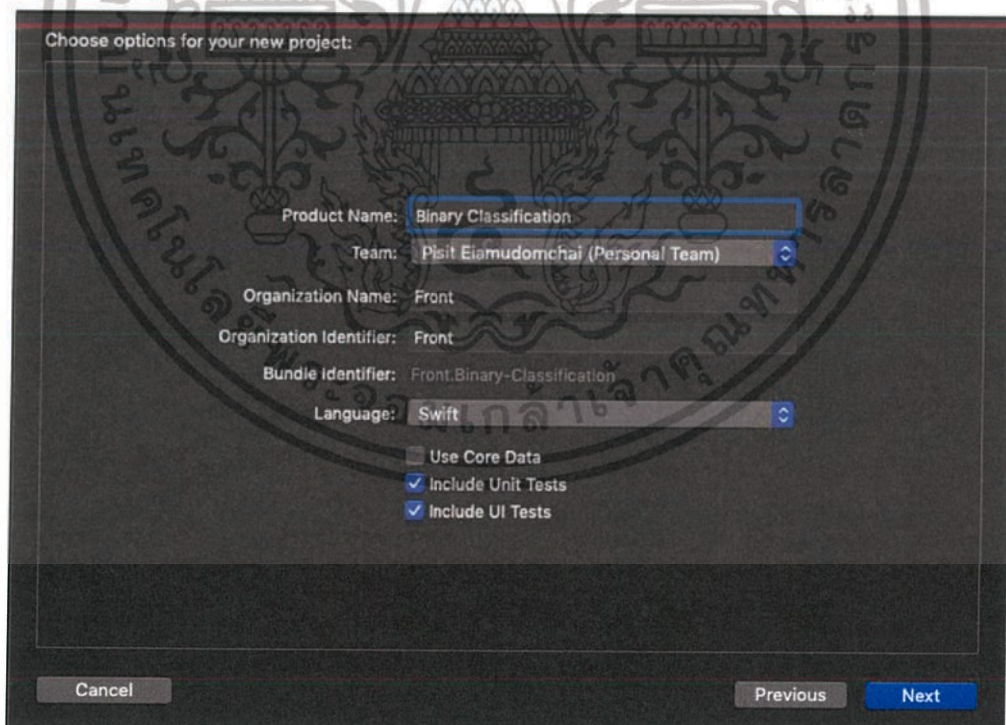 Choose options for your new project:
Product Name: Binary Classification
Team: Pisit Eiamudomchai (Personal Team)
Organization Name: Front
Organization Identifier: Front
Bundle Identifier: Front.Binary-Classification
Language: Swift
Use Core Data
Include Unit Tests
Include UI Tests
Cancel Previous Next